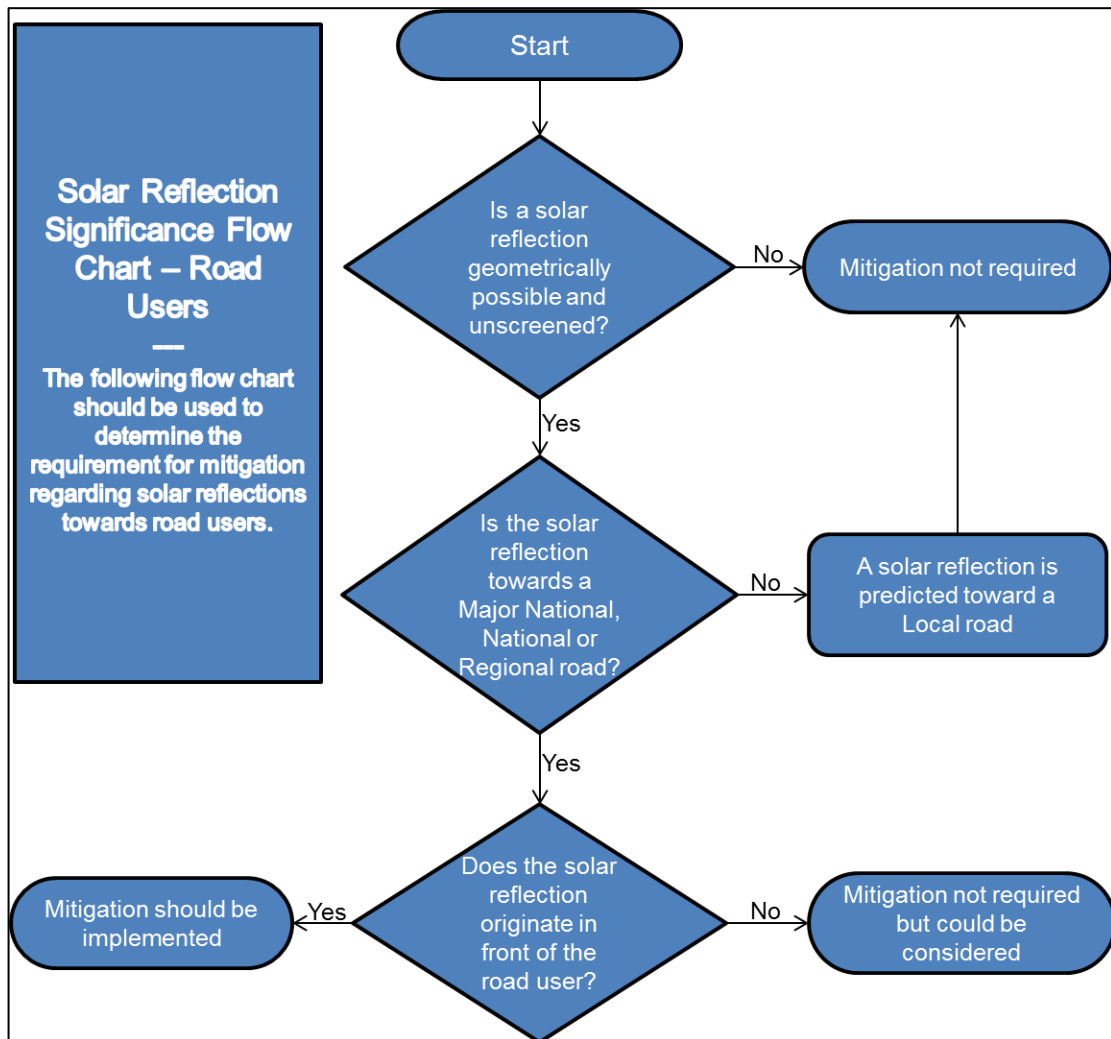 Solar Reflection
Significance Flow
Chart – Road
Users
---
The following flow chart
should be used to
determine the
requirement for mitigation
regarding solar reflections
towards road users.
Start
Is a solar
reflection
geometrically
possible and
unscreened?
No
Mitigation not required
Yes
Is the solar
reflection
towards a
Major National,
National or
Regional road?
No
A solar reflection is
predicted toward a
Local road
Yes
Does the solar
reflection
originate in
front of the
road user?
Yes
Mitigation should be
implemented
No
Mitigation not required
but could be
considered